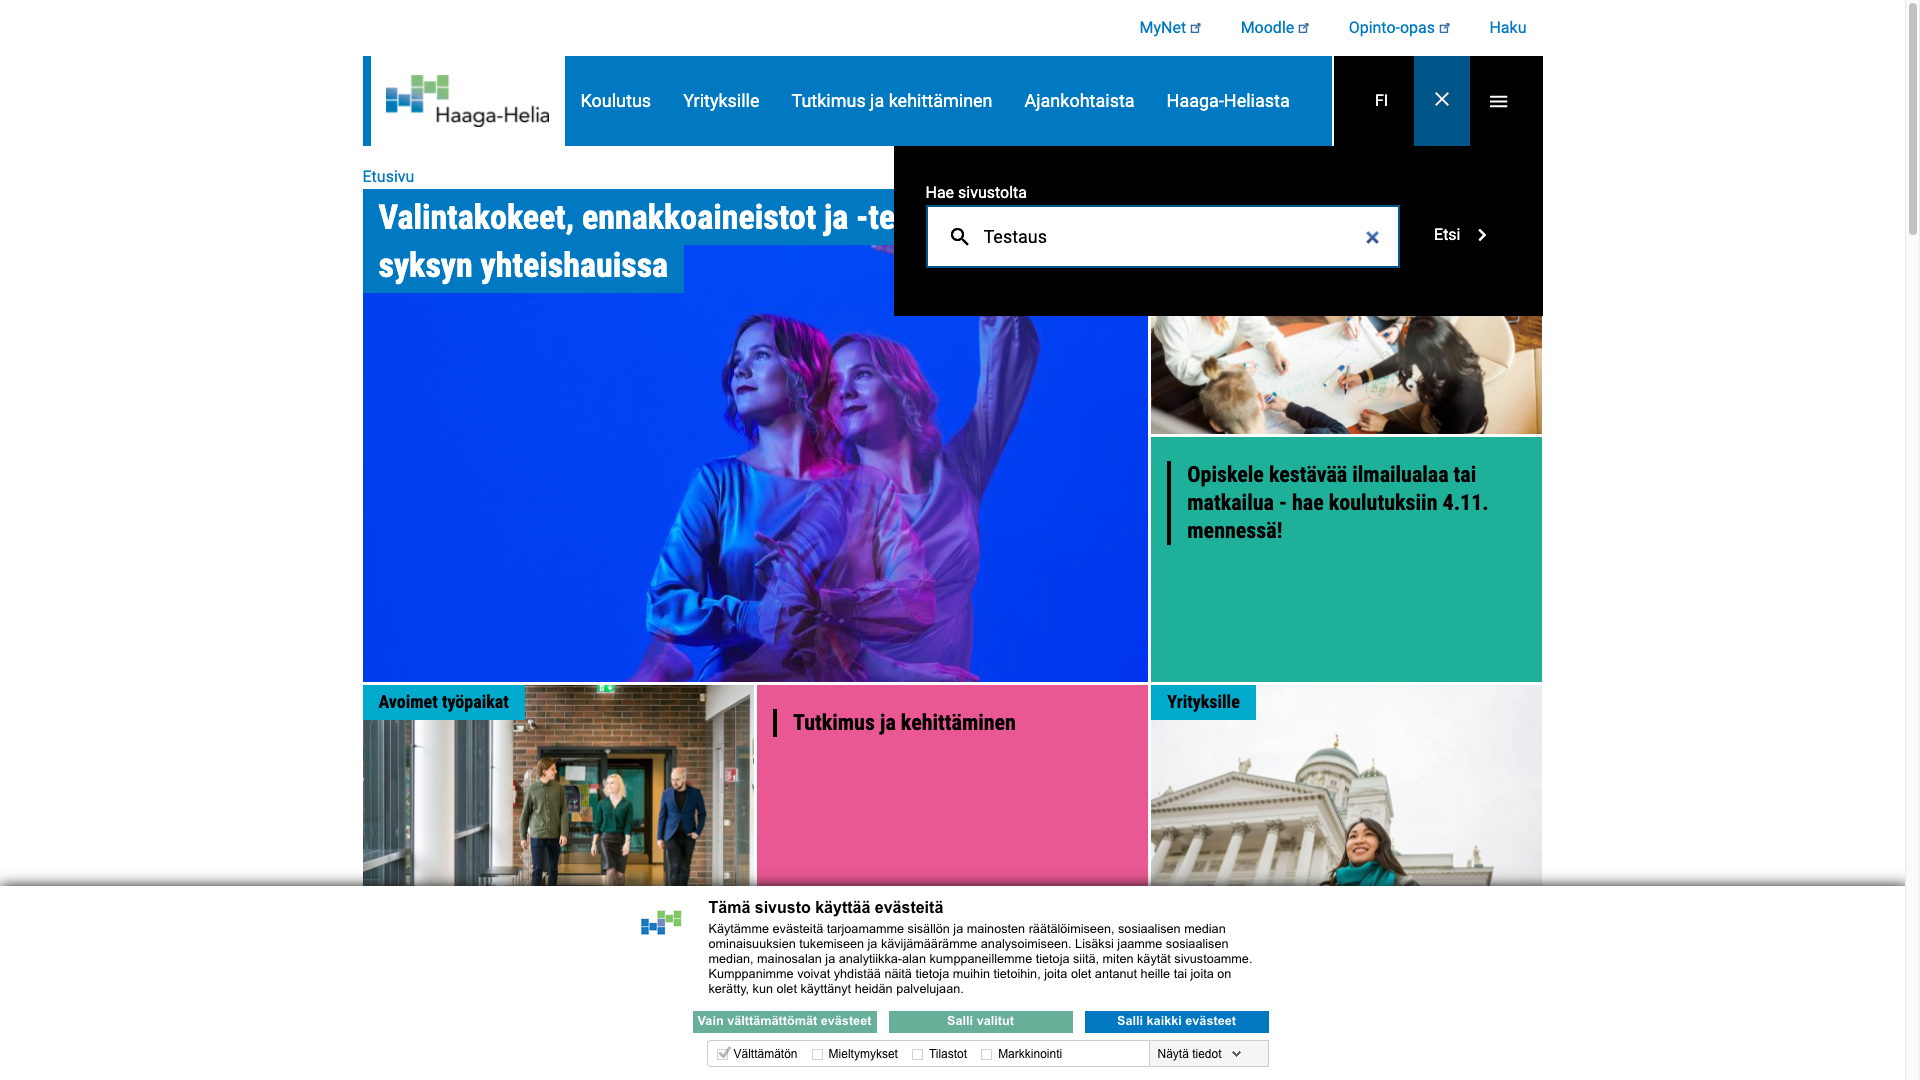 MyNet
Moodle
Opinto-opas
Haku
Haaga-Helia
Koulutus
Yrityksille
Tutkimus ja kehittäminen
Ajankohtaista
Haaga-Heliasta
FI
Etusivu
Hae sivustolta
Testaus
Etsi
Valintakokeet, ennakkoaineistot ja -te
syksyn yhteishauissa
Opiskele kestävää ilmailualaa tai
matkailua - hae koulutuksiin 4.11.
mennessä!
Avoimet työpaikat
Tutkimus ja kehittäminen
Yrityksille
Tämä sivusto käyttää evästeitä
Käytämme evästeitä tarjoamamme sisällön ja mainosten räätälöimiseen, sosiaalisen median
ominaisuuksien tukemiseen ja kävijämäärämme analysoimiseen. Lisäksi jaamme sosiaalisen
median, mainosalan ja analytiikka-alan kumppaneillemme tietoja siitä, miten käytät sivustoamme.
Kumppanimme voivat yhdistää näitä tietoja muihin tietoihin, joita olet antanut heille tai joita on
kerätty, kun olet käyttänyt heidän palvelujaan.
Vain välttämättömät evästeet
Salli valitut
Salli kaikki evästeet
Välttämätön
Mieltymykset
Tilastot
Markkinointi
Näytä tiedot